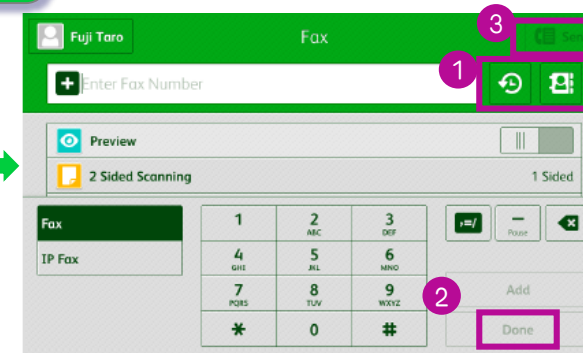 3
Fuji Taro
Fax
1
Enter Fax Number
Preview
2 Sided Scanning
1 Sided
Fax
IP Fax
1
2
ABC
3
DEF
,=/
–
Pause
4
GHI
5
JKL
6
MNO
7
PQRS
8
TUV
9
WXYZ
2
Add
*
0
#
Done